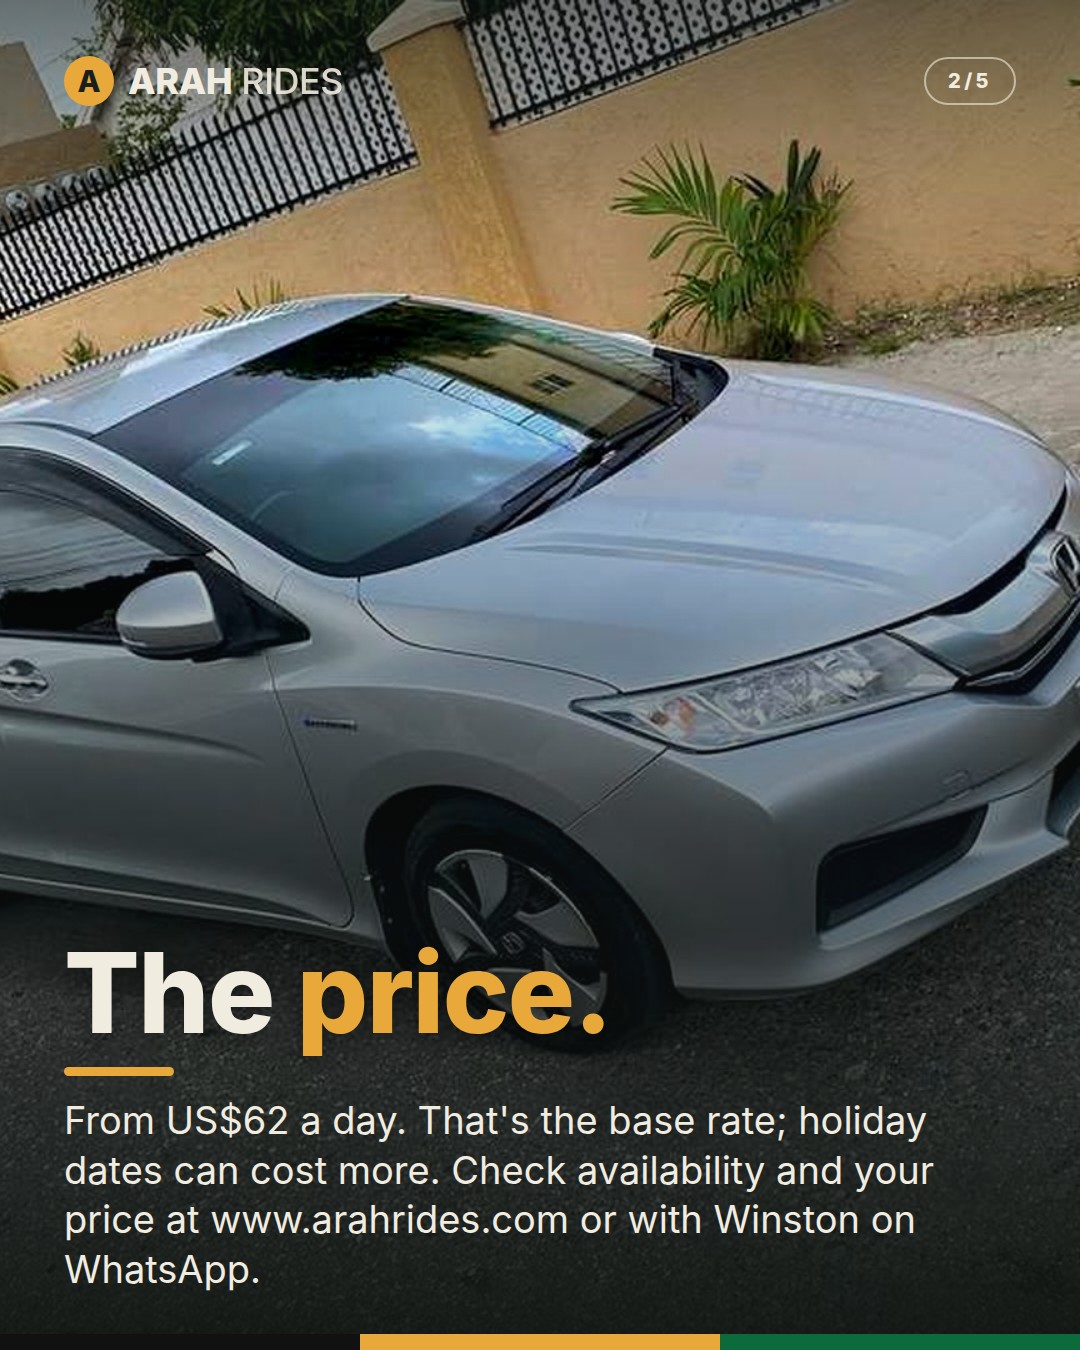 A ARAH RIDES
2/5
The price.
From US$62 a day. That's the base rate; holiday
dates can cost more. Check availability and your
price at www.arahrides.com or with Winston on
WhatsApp.